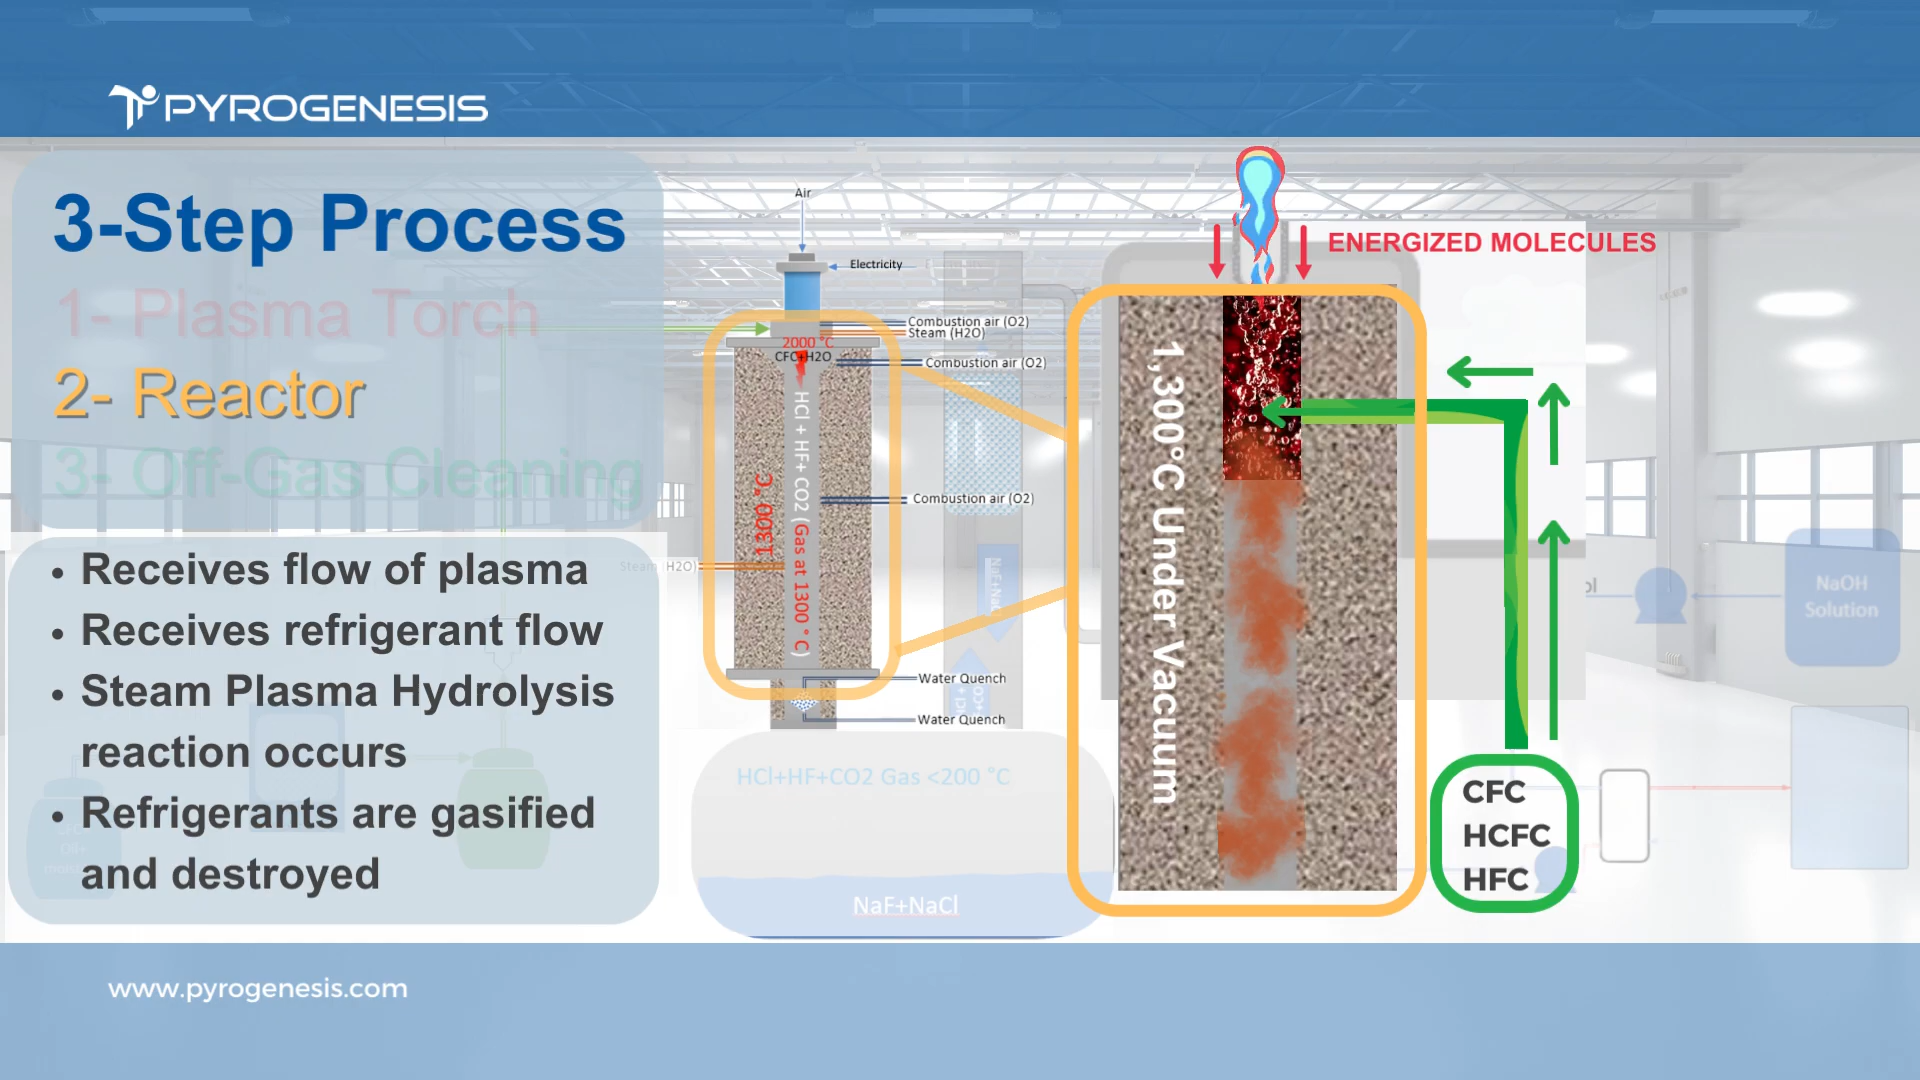 PYROGENESIS
3-Step Process
1- Plasma Torch
2- Reactor
3- Off-Gas Cleaning
• Receives flow of plasma
• Receives refrigerant flow
• Steam Plasma Hydrolysis
reaction occurs
• Refrigerants are gasified
and destroyed
Air
Electricity
Combustion air (O2)
Steam (H2O)
2000 °C
CFC+H2O
Combustion air (O2)
HCl + HF+ CO2 (Gas at 1300 °C)
1300 °C
Combustion air (O2)
Steam (H2O)
Water Quench
Water Quench
HCl+HF+CO2 Gas <200 °C
NaF+NaCl
NaF+NaCl
ENERGIZED MOLECULES
1,300°C Under Vacuum
CFC
HCFC
HFC
NaOH
Solution
www.pyrogenesis.com